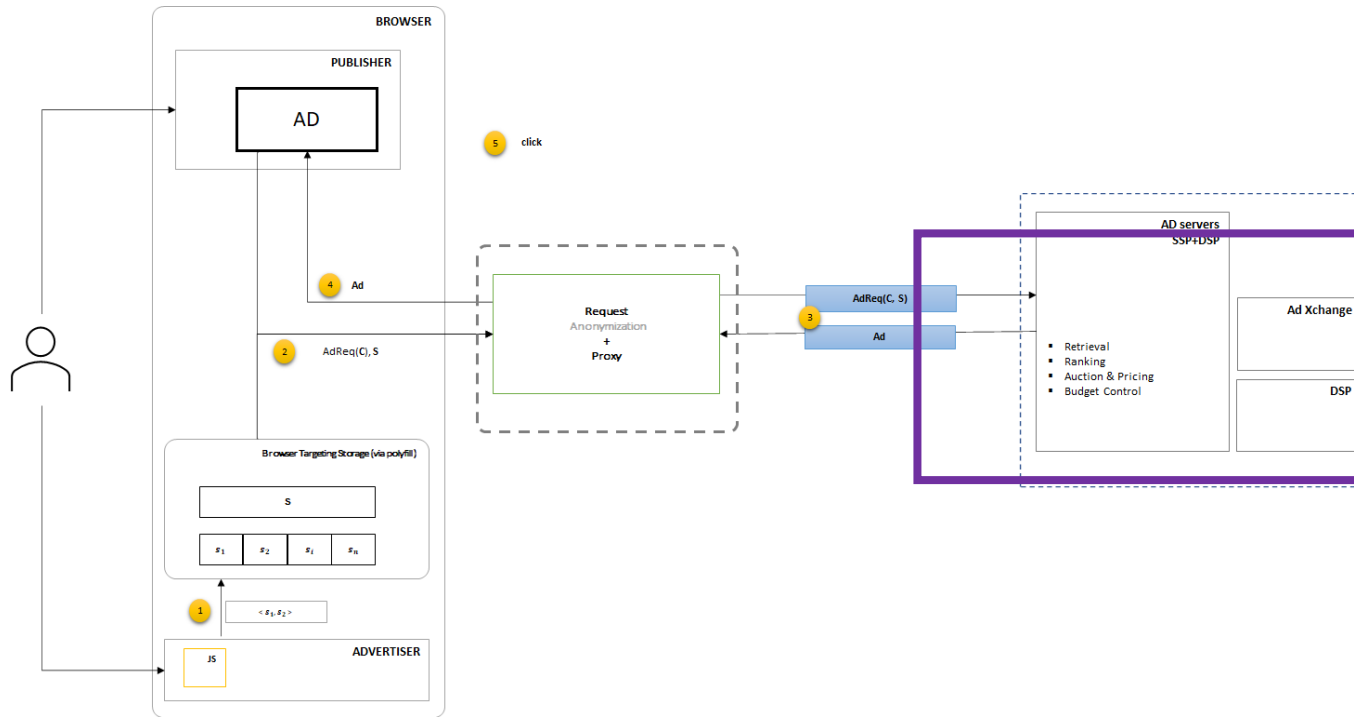 BROWSER
PUBLISHER
AD
5
click
AD servers
SSP+DSP
4
Ad
Request
Anonymization
+
Proxy
AdReq(C, S)
3
Ad
Ad Xchange
2
AdReq(C), S
▪ Retrieval
▪ Ranking
▪ Auction & Pricing
▪ Budget Control
DSP
Browser Targeting Storage (via polyfill)
S
s₁ s₂ sᵢ sₙ
1
< s₁, s₂ >
JS
ADVERTISER